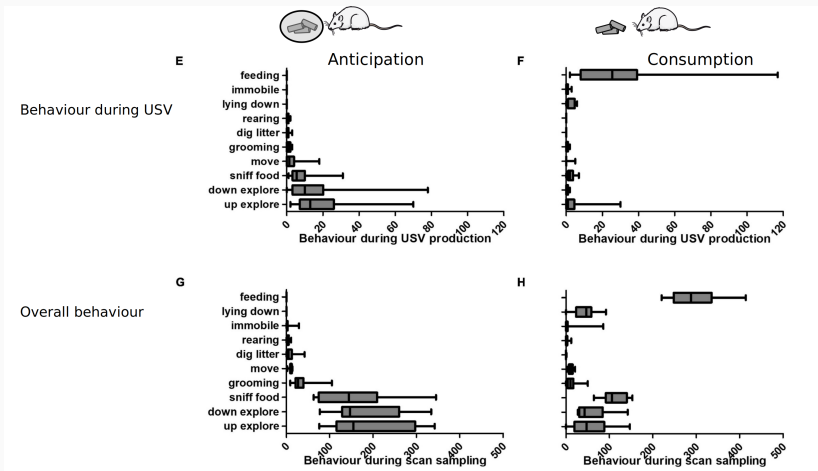 E Anticipation F Consumption
Behaviour during USV
feeding
immobile
lying down
rearing
dig litter
grooming
move
sniff food
down explore
up explore
0 20 40 60 80 100 120 0 20 40 60 80 100 120
Behaviour during USV production Behaviour during USV production
G H
Overall behaviour
feeding
lying down
immobile
rearing
dig litter
move
grooming
sniff food
down explore
up explore
0 100 200 300 400 500 0 100 200 300 400 500
Behaviour during scan sampling Behaviour during scan sampling